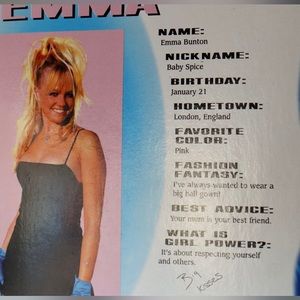 EMMA
NAME:
Emma Bunton
NICKNAME:
Baby Spice
BIRTHDAY:
January 21
HOMETOWN:
London, England
FAVORITE
COLOR:
Pink
FASHION
FANTASY:
I've always wanted to wear a
big ball gown!
BEST ADVICE:
Your mum is your best friend.
WHAT IS
GIRL POWER?:
It's about respecting yourself
and others.